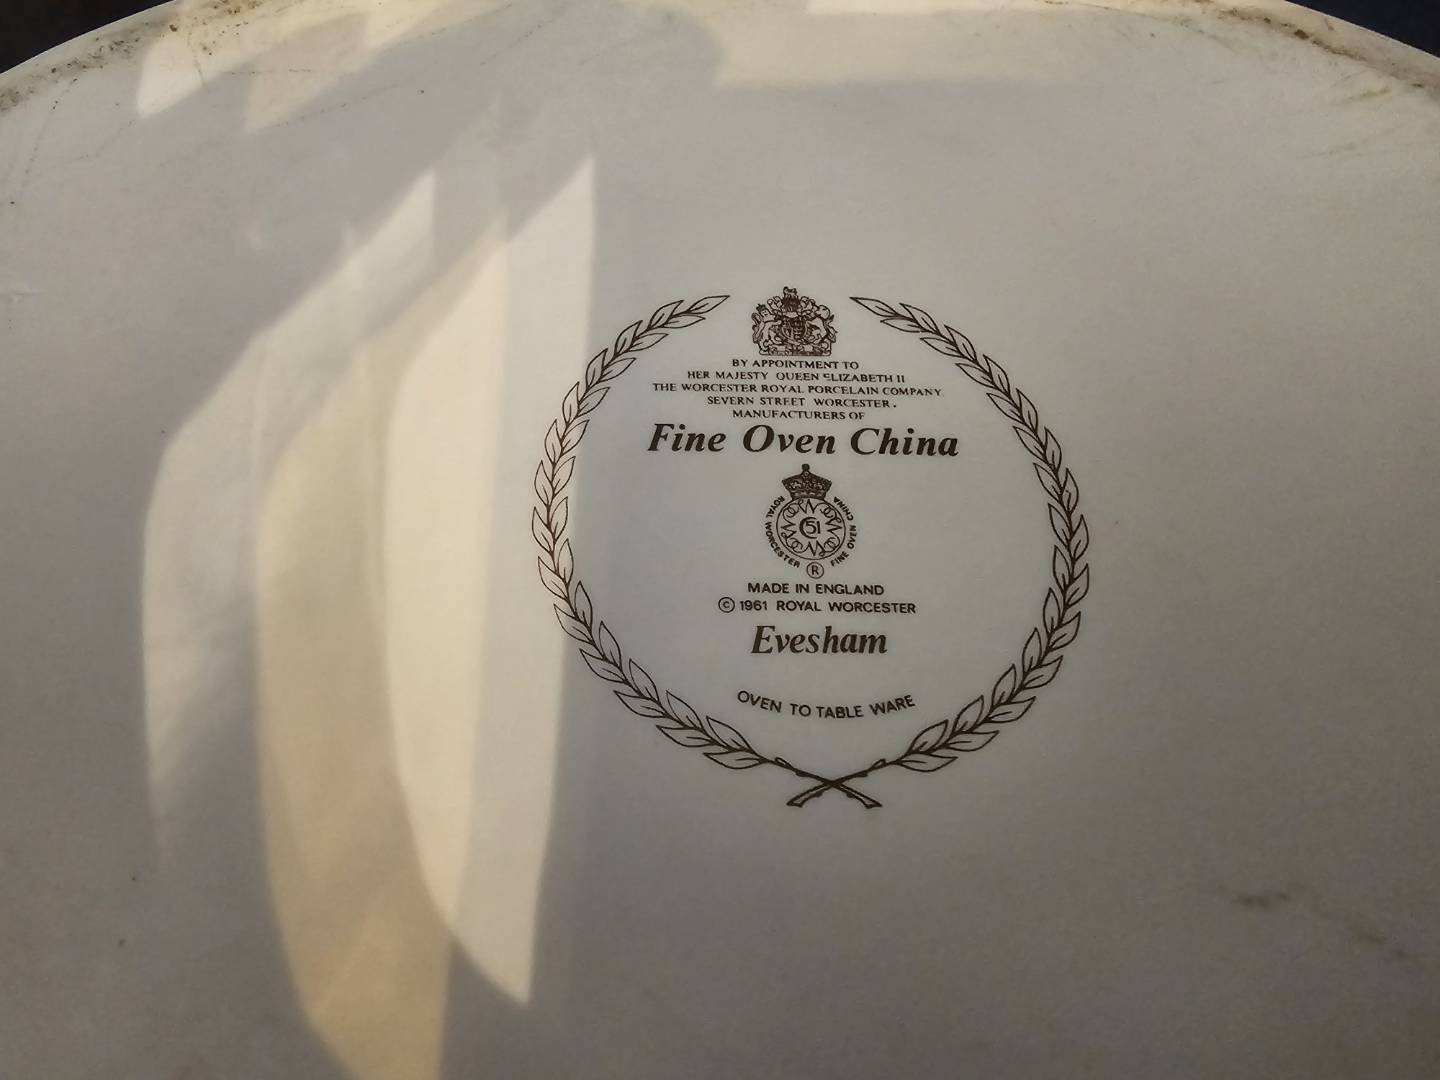 BY APPOINTMENT TO
HER MAJESTY QUEEN ELIZABETH II
THE WORCESTER ROYAL PORCELAIN COMPANY.
SEVERN STREET WORCESTER.
MANUFACTURERS OF
Fine Oven China
ROYAL WORCESTER FINE OVEN CHINA
C51
®
MADE IN ENGLAND
© 1961 ROYAL WORCESTER
Evesham
OVEN TO TABLE WARE